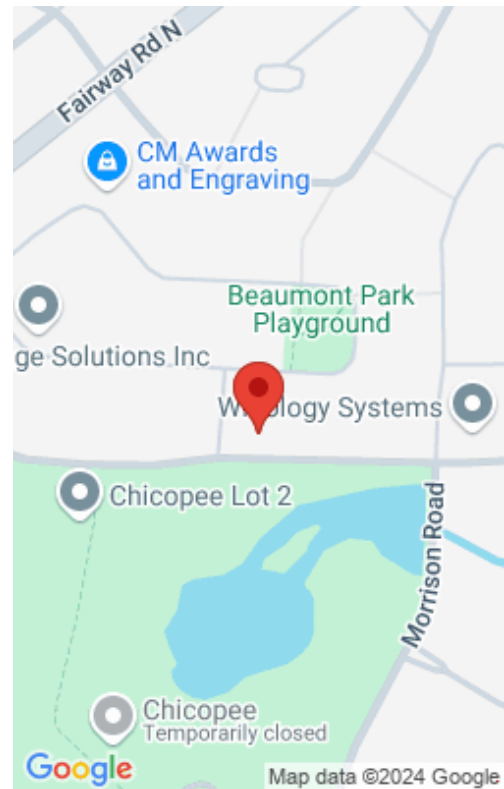 Fairway Rd N
CM Awards
and Engraving
Beaumont Park
Playground
ge Solutions Inc
Systems
Chicopee Lot 2
Morrison Road
Chicopee
Temporarily closed
Google
Map data ©2024 Google